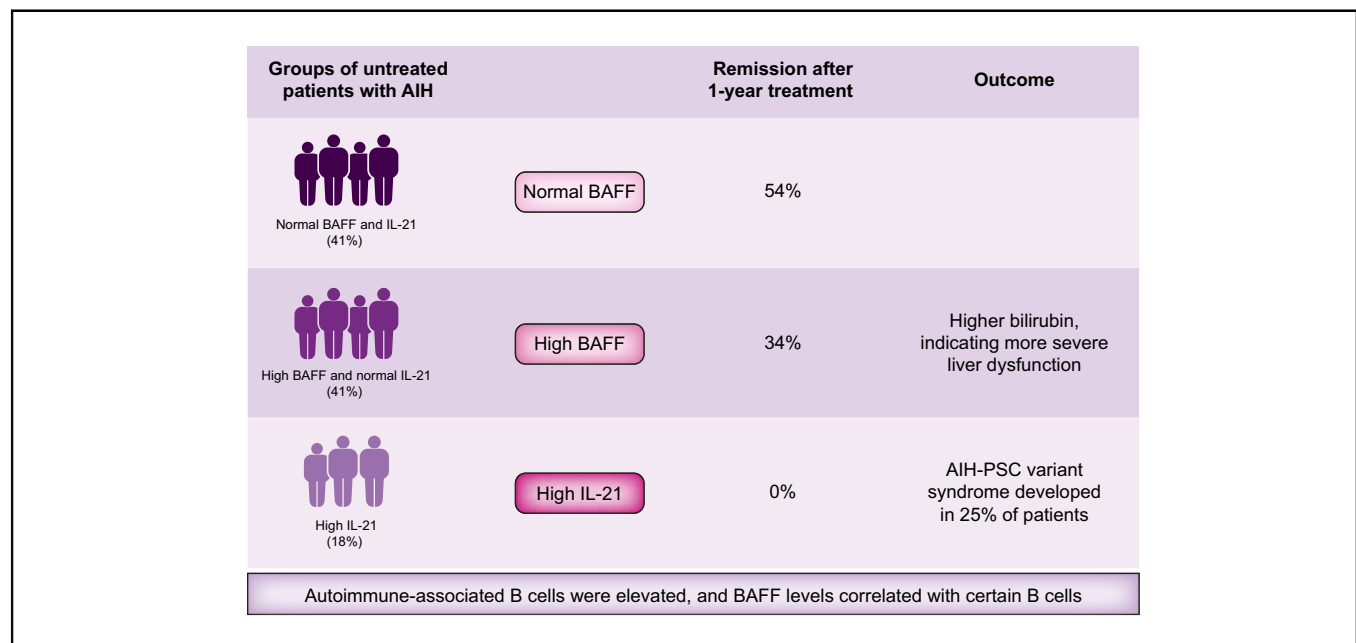 Groups of untreated
patients with AIH
Remission after
1-year treatment
Outcome
Normal BAFF and IL-21
(41%)
Normal BAFF
54%
High BAFF and normal IL-21
(41%)
High BAFF
34%
Higher bilirubin,
indicating more severe
liver dysfunction
High IL-21
(18%)
High IL-21
0%
AIH-PSC variant
syndrome developed
in 25% of patients
Autoimmune-associated B cells were elevated, and BAFF levels correlated with certain B cells